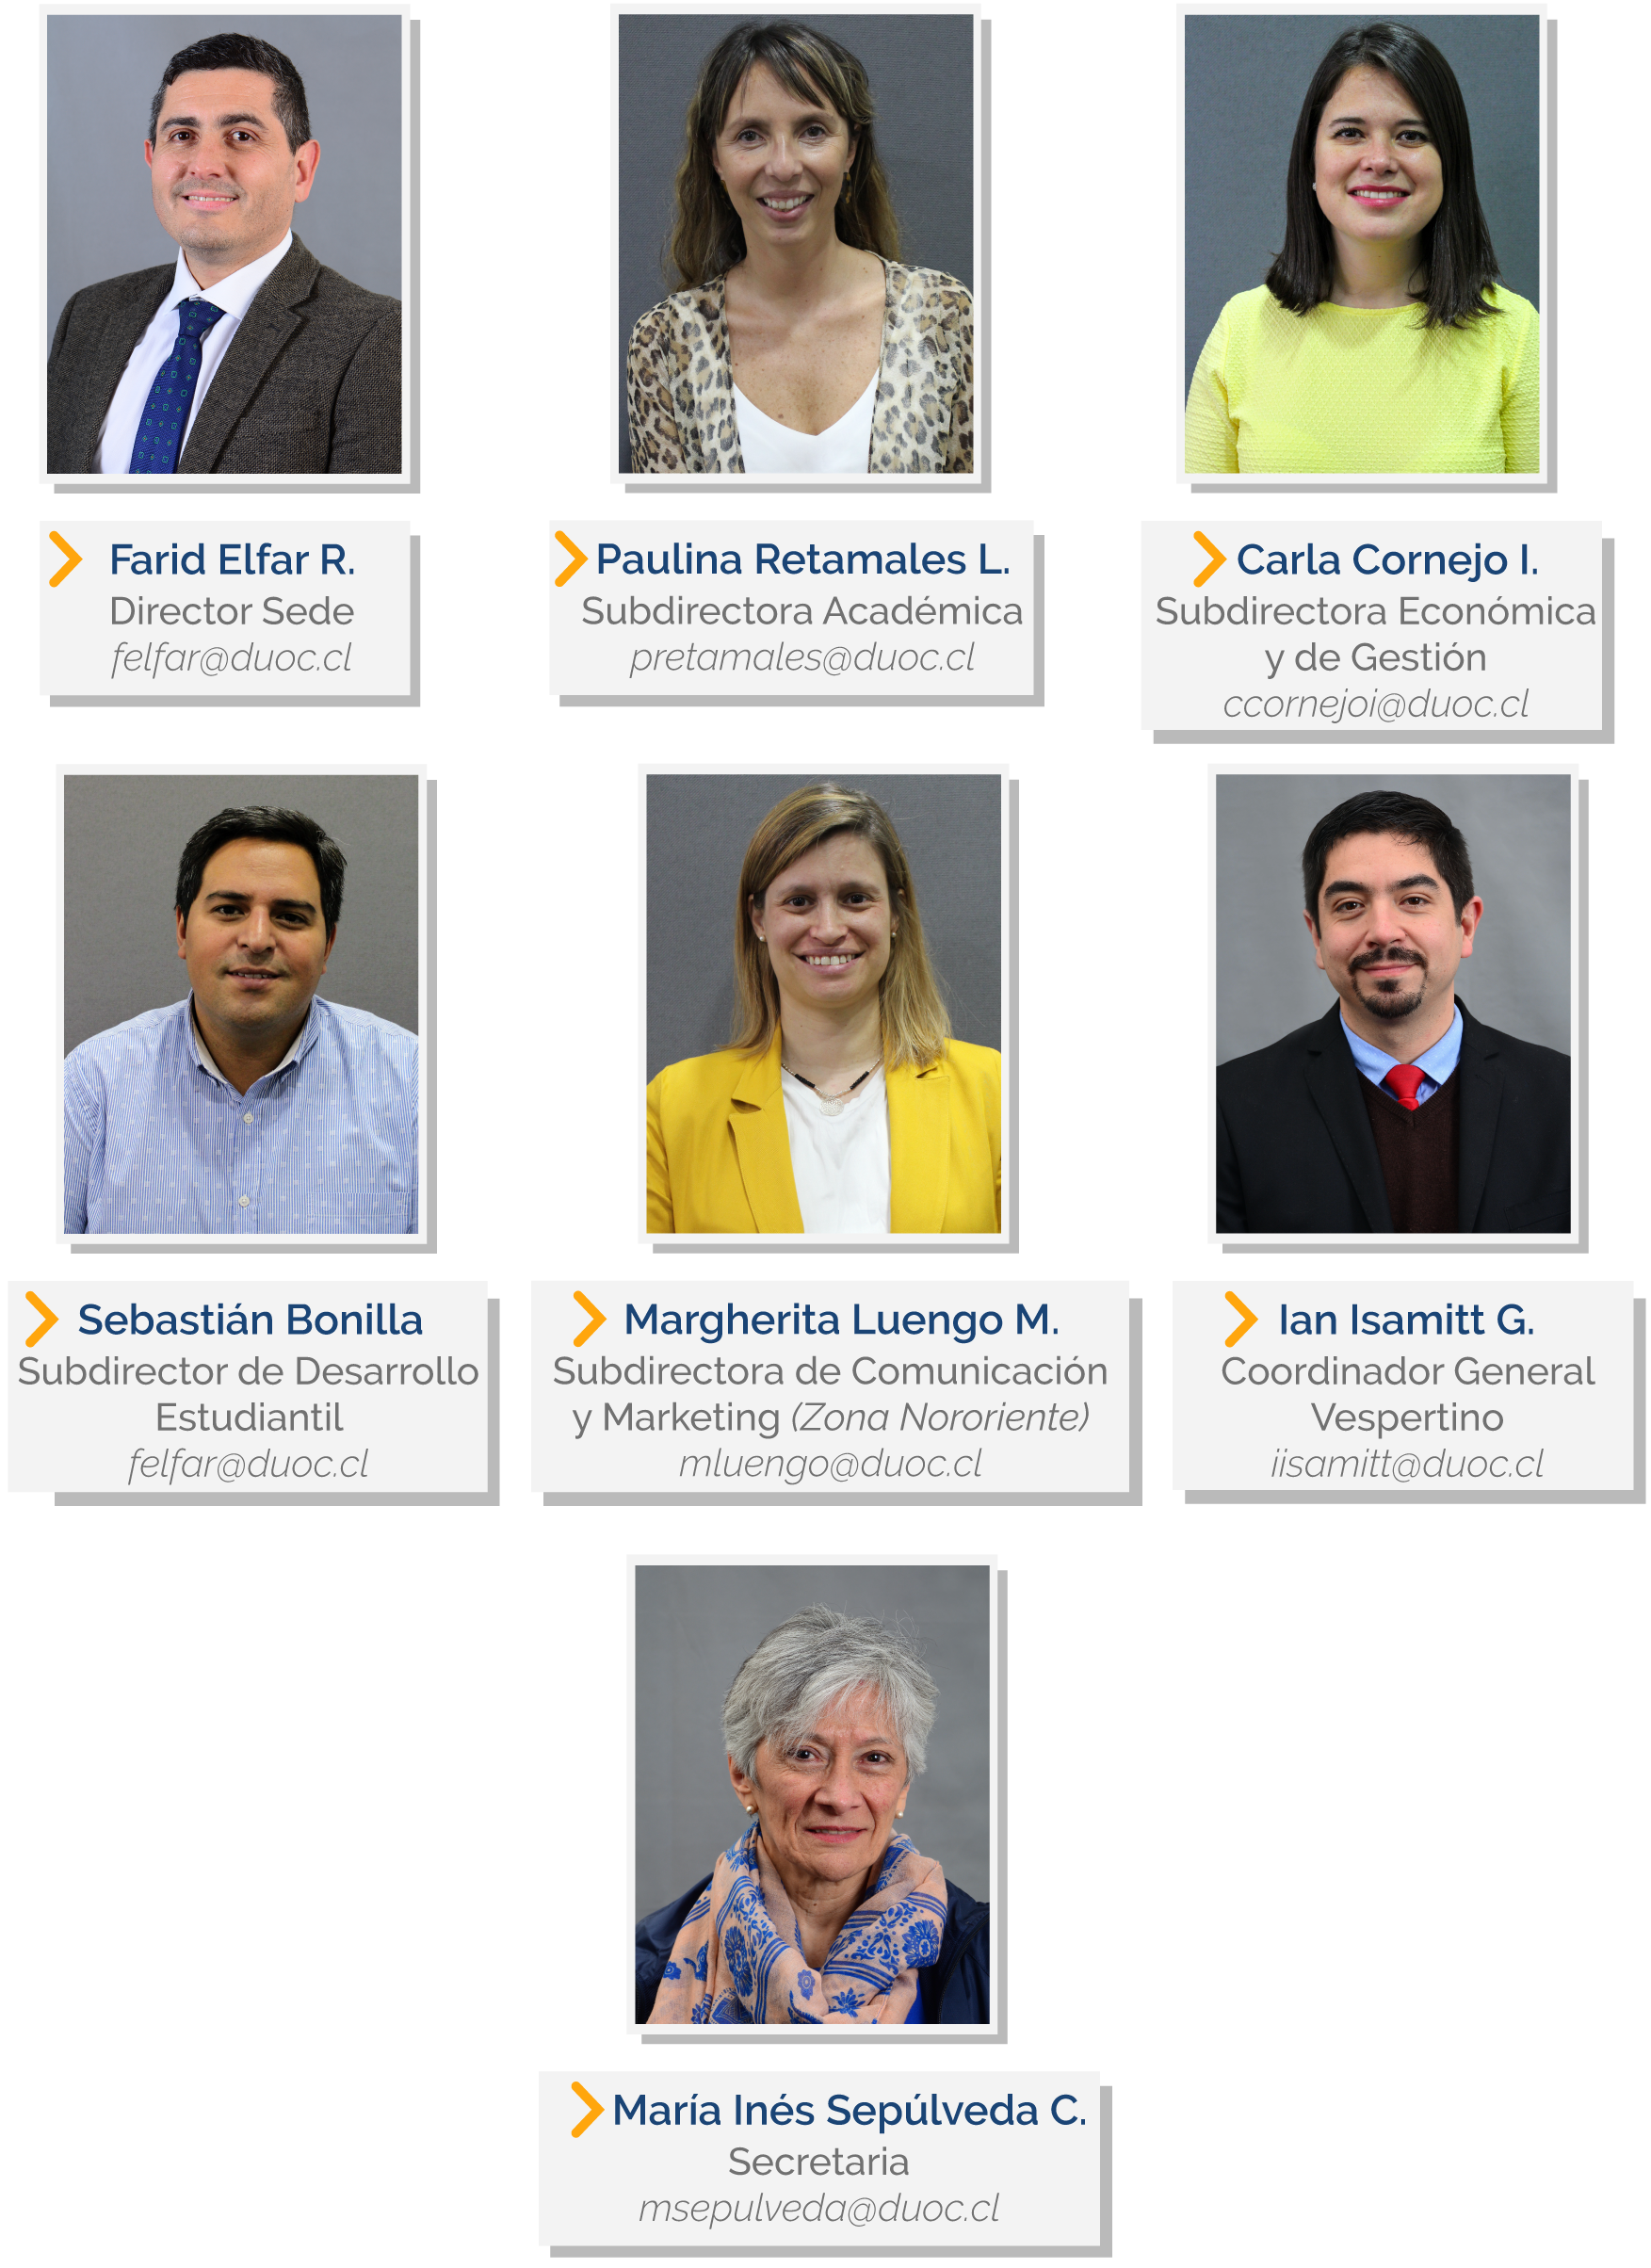 Farid Elfar R.
Director Sede
felfar@duoc.cl
Paulina Retamales L.
Subdirectora Académica
pretamales@duoc.cl
Carla Cornejo I.
Subdirectora Económica
y de Gestión
ccornejoi@duoc.cl
Sebastián Bonilla
Subdirector de Desarrollo
Estudiantil
felfar@duoc.cl
Margherita Luengo M.
Subdirectora de Comunicación
y Marketing (Zona Nororiente)
mluengo@duoc.cl
Ian Isamitt G.
Coordinador General
Vespertino
iisamitt@duoc.cl
María Inés Sepúlveda C.
Secretaria
msepulveda@duoc.cl